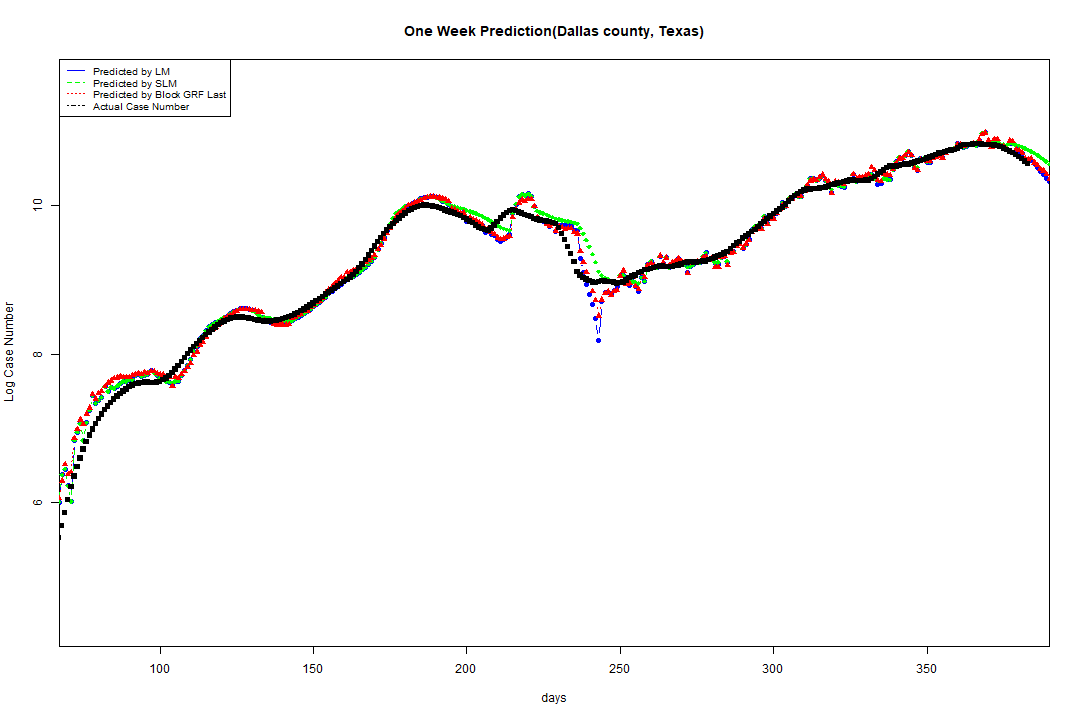 One Week Prediction(Dallas county, Texas)
Predicted by LM
Predicted by SLM
Predicted by Block GRF Last
Actual Case Number
10
8
6
Log Case Number
100 150 200 250 300 350
days